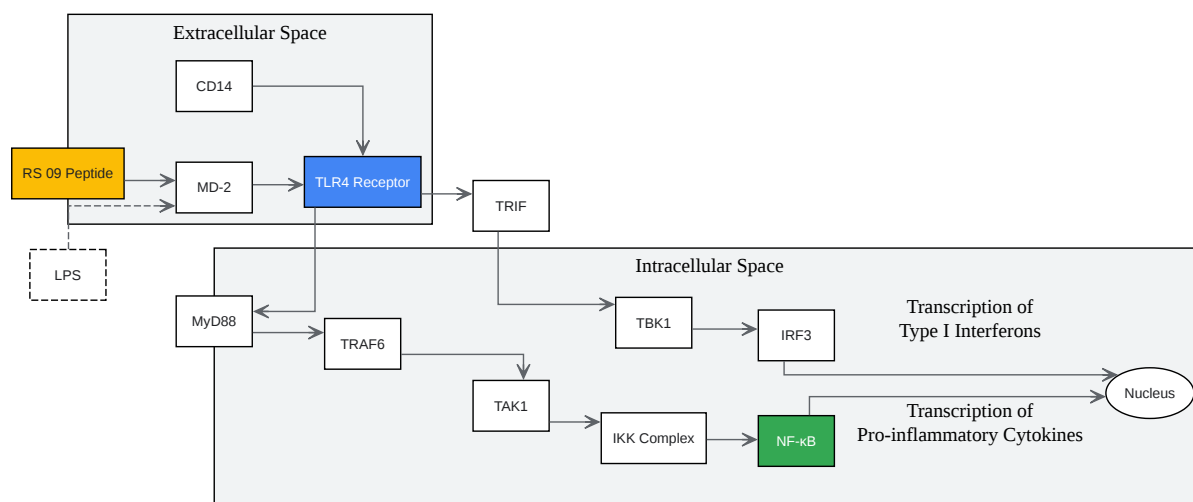 Extracellular Space
CD14
RS 09 Peptide
MD-2
TLR4 Receptor
TRIF
LPS
Intracellular Space
MyD88
TRAF6
TBK1
IRF3
Transcription of
Type I Interferons
TAK1
Nucleus
IKK Complex
NF-κB
Transcription of
Pro-inflammatory Cytokines